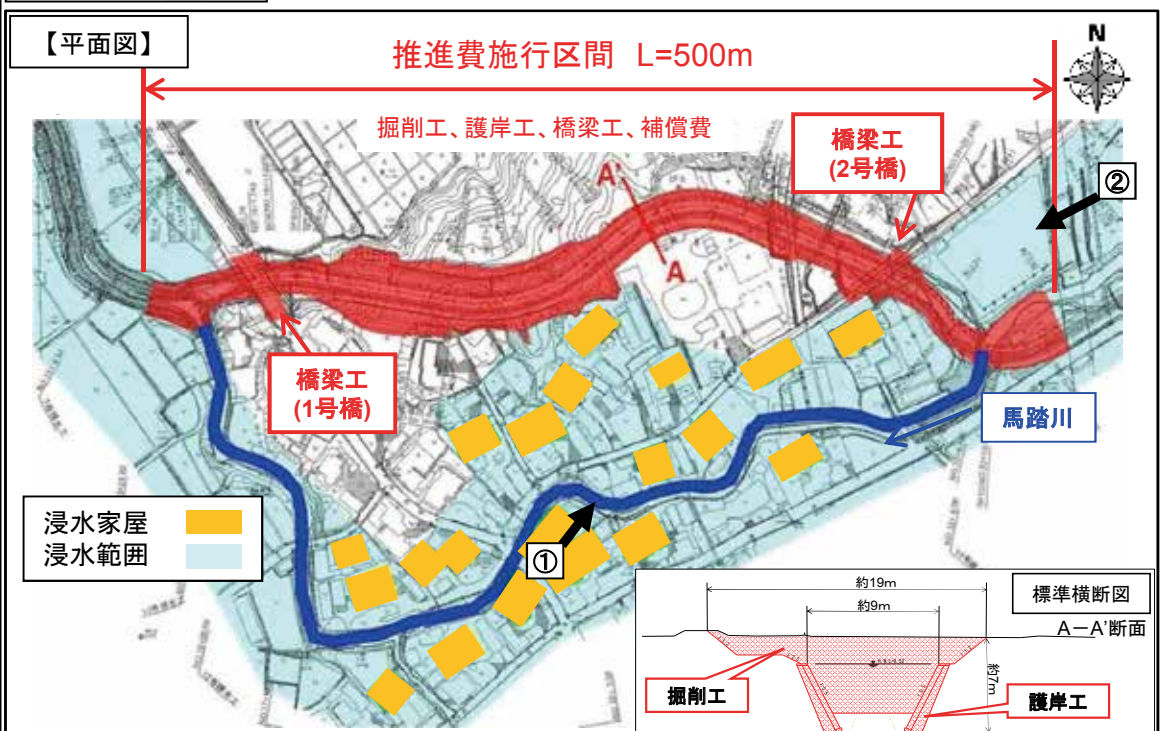 【平面図】
推進費施行区間 L=500m
N
掘削工、護岸工、橋梁工、補償費
橋梁工
(2号橋)
②
A'
A
橋梁工
(1号橋)
馬踏川
浸水家屋
浸水範囲
①
標準横断図
A－A'断面
約19m
約9m
約7m
掘削工
護岸工